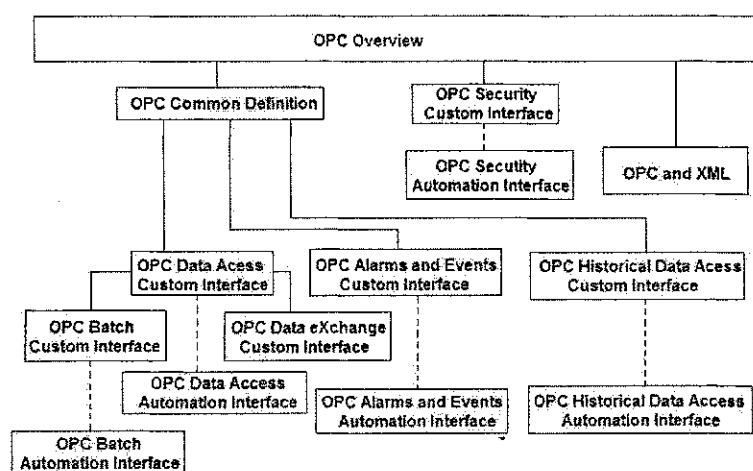 OPC Overview
OPC Common Definition
OPC Security
Custom Interface
OPC Secutity
Automation Interface
OPC and XML
OPC Data Acess
Custom Interface
OPC Alarms and Events
Custom Interface
OPC Historical Data Acess
Custom Interface
OPC Batch
Custom Interface
OPC Data eXchange
Custom Interface
OPC Data Access
Automation Interface
OPC Alarms and Events
Automation Interface
OPC Historical Data Access
Automation Interface
OPC Batch
Automation Interface